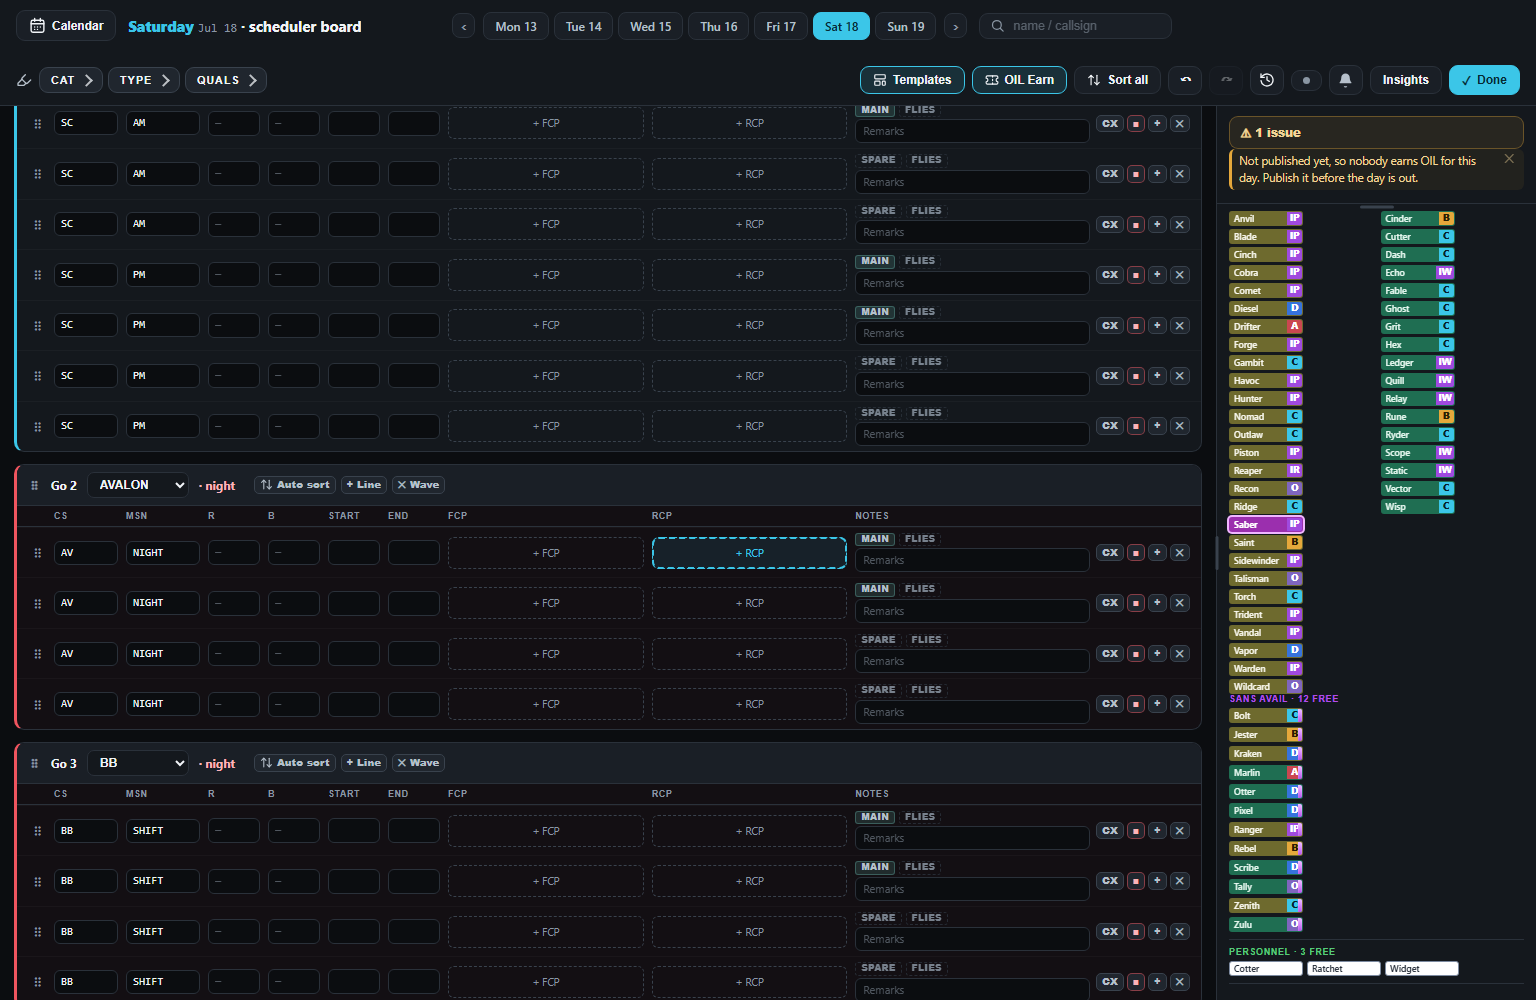 Calendar Saturday Jul 18 · scheduler board ‹ Mon 13 Tue 14 Wed 15 Thu 16 Fri 17 Sat 18 Sun 19 › name / callsign
CAT TYPE QUALS Templates OIL Earn Sort all Insights ✓ Done
SC AM – – + FCP + RCP MAIN FLIES Remarks CX + ✕
SC AM – – + FCP + RCP SPARE FLIES Remarks CX + ✕
SC AM – – + FCP + RCP SPARE FLIES Remarks CX + ✕
SC PM – – + FCP + RCP MAIN FLIES Remarks CX + ✕
SC PM – – + FCP + RCP MAIN FLIES Remarks CX + ✕
SC PM – – + FCP + RCP SPARE FLIES Remarks CX + ✕
SC PM – – + FCP + RCP SPARE FLIES Remarks CX + ✕
Go 2 AVALON · night Auto sort + Line ✕ Wave
CS MSN R B START END FCP RCP NOTES
AV NIGHT – – + FCP + RCP MAIN FLIES Remarks CX + ✕
AV NIGHT – – + FCP + RCP MAIN FLIES Remarks CX + ✕
AV NIGHT – – + FCP + RCP SPARE FLIES Remarks CX + ✕
AV NIGHT – – + FCP + RCP SPARE FLIES Remarks CX + ✕
Go 3 BB · night Auto sort + Line ✕ Wave
CS MSN R B START END FCP RCP NOTES
BB SHIFT – – + FCP + RCP MAIN FLIES Remarks CX + ✕
BB SHIFT – – + FCP + RCP MAIN FLIES Remarks CX + ✕
BB SHIFT – – + FCP + RCP SPARE FLIES Remarks CX + ✕
BB SHIFT – – + FCP + RCP SPARE FLIES Remarks CX + ✕
⚠ 1 issue
Not published yet, so nobody earns OIL for this
day. Publish it before the day is out.
Anvil IP Cinder B
Blade IP Cutter C
Cinch IP Dash C
Cobra IP Echo IW
Comet IP Fable C
Diesel D Ghost C
Drifter A Grit C
Forge IP Hex C
Gambit C Ledger IW
Havoc IP Quill IW
Hunter IP Relay IW
Nomad C Rune B
Outlaw C Ryder C
Piston IP Scope IW
Reaper IR Static IW
Recon O Vector C
Ridge C Wisp C
Saber IP
Saint B
Sidewinder IP
Talisman O
Torch C
Trident IP
Vandal IP
Vapor D
Warden IP
Wildcard O
SANS AVAIL · 12 FREE
Bolt C
Jester B
Kraken D
Marlin A
Otter D
Pixel D
Ranger IP
Rebel B
Scribe D
Tally O
Zenith C
Zulu O
PERSONNEL · 3 FREE
Cotter Ratchet Widget